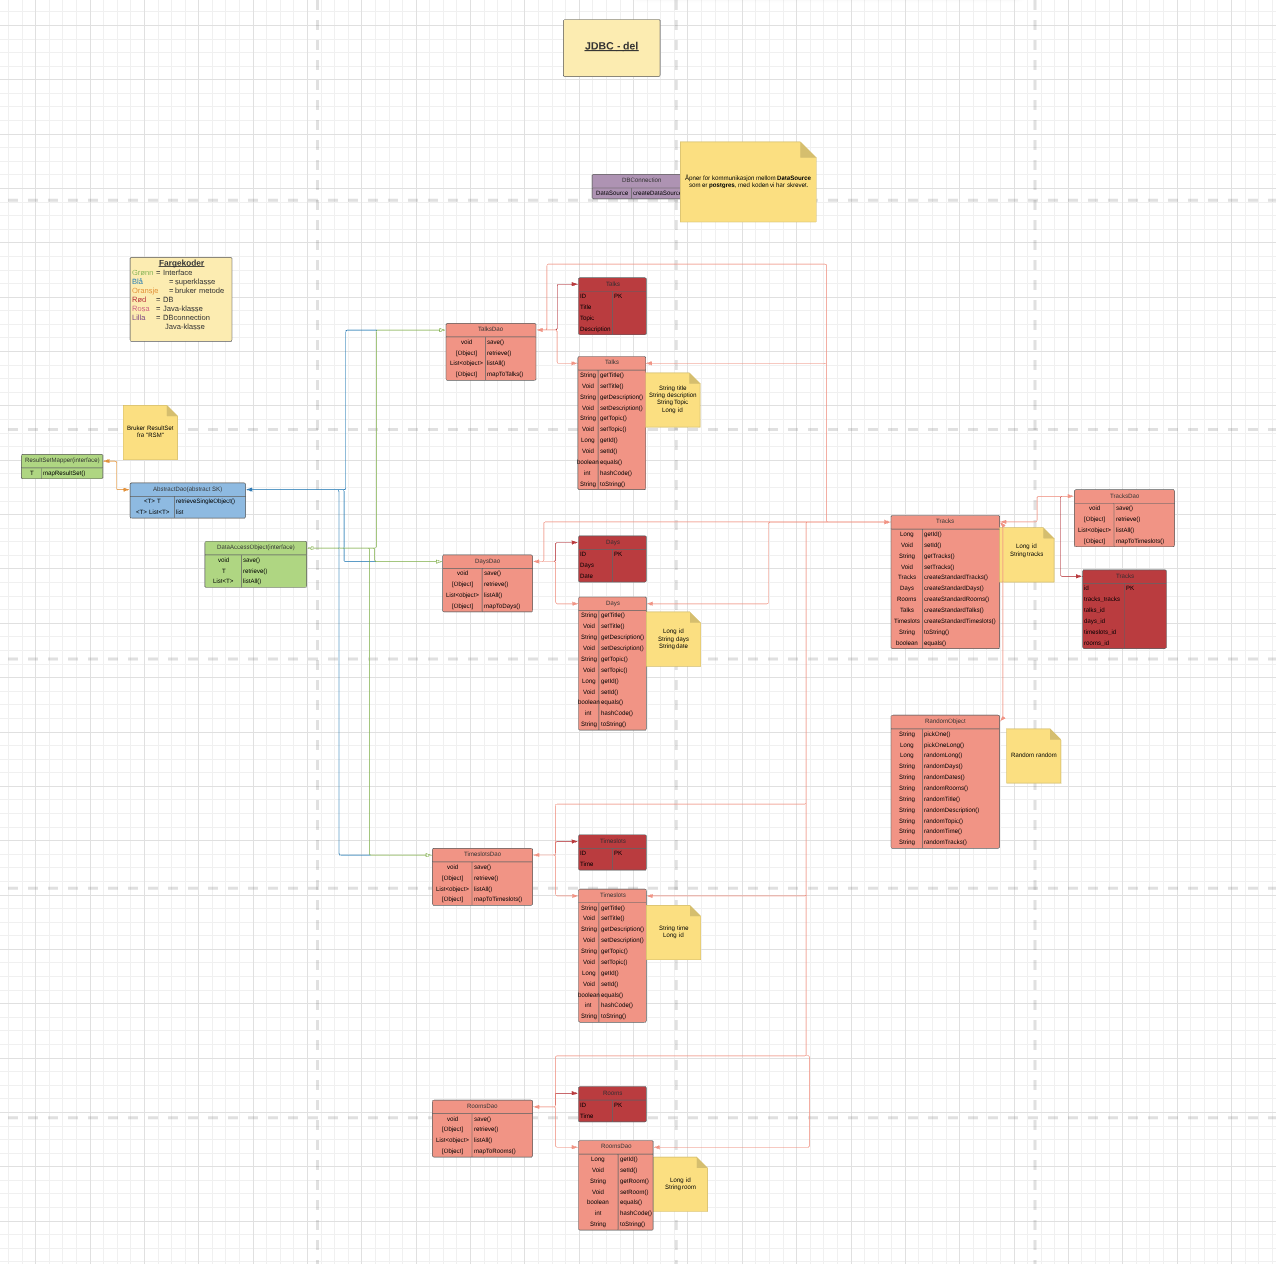 JDBC - del
DBConnection
DataSource createDataSource
Åpner for kommunikasjon mellom DataSource
som er postgres, med koden vi har skrevet.
Fargekoder
Grønn = Interface
Blå = superklasse
Oransje = bruker metode
Rød = DB
Rosa = Java-klasse
Lilla = DBconnection
Java-klasse
Talks
ID PK
Title
Topic
Description
TalksDao
void save()
[Object] retrieve()
List<object> listAll()
[Object] mapToTalks()
Talks
String getTitle()
Void setTitle()
String getDescription()
Void setDescription()
String getTopic()
Void setTopic()
Long getId()
Void setId()
boolean equals()
int hashCode()
String toString()
String title
String description
String Topic
Long id
Bruker ResultSet
fra "RSM"
ResultSetMapper(interface)
T mapResultSet()
AbstractDao(abstract SK)
<T> T retrieveSingleObject()
<T> List<T> list
DataAccessObject(interface)
void save()
T retrieve()
List<T> listAll()
DaysDao
void save()
[Object] retrieve()
List<object> listAll()
[Object] mapToDays()
Days
ID PK
Days
Date
Days
String getTitle()
Void setTitle()
String getDescription()
Void setDescription()
String getTopic()
Void setTopic()
Long getId()
Void setId()
boolean equals()
int hashCode()
String toString()
Long id
String days
String date
Tracks
Long getId()
Void setId()
String getTracks()
Void setTracks()
Tracks createStandardTracks()
Days createStandardDays()
Rooms createStandardRooms()
Talks createStandardTalks()
Timeslots createStandardTimeslots()
String toString()
boolean equals()
Long id
String tracks
TracksDao
void save()
[Object] retrieve()
List<object> listAll()
[Object] mapToTimeslots()
Tracks
id PK
tracks_tracks
talks_id
days_id
timeslots_id
rooms_id
RandomObject
String pickOne()
Long pickOneLong()
Long randomLong()
String randomDays()
String randomDates()
String randomRooms()
String randomTitle()
String randomDescription()
String randomTopic()
String randomTime()
String randomTracks()
Random random
TimeslotsDao
void save()
[Object] retrieve()
List<object> listAll()
[Object] mapToTimeslots()
Timeslots
ID PK
Time
Timeslots
String getTitle()
Void setTitle()
String getDescription()
Void setDescription()
String getTopic()
Void setTopic()
Long getId()
Void setId()
boolean equals()
int hashCode()
String toString()
String time
Long id
RoomsDao
void save()
[Object] retrieve()
List<object> listAll()
[Object] mapToRooms()
Rooms
ID PK
Time
RoomsDao
Long getId()
Void setId()
String getRoom()
Void setRoom()
boolean equals()
int hashCode()
String toString()
Long id
String room